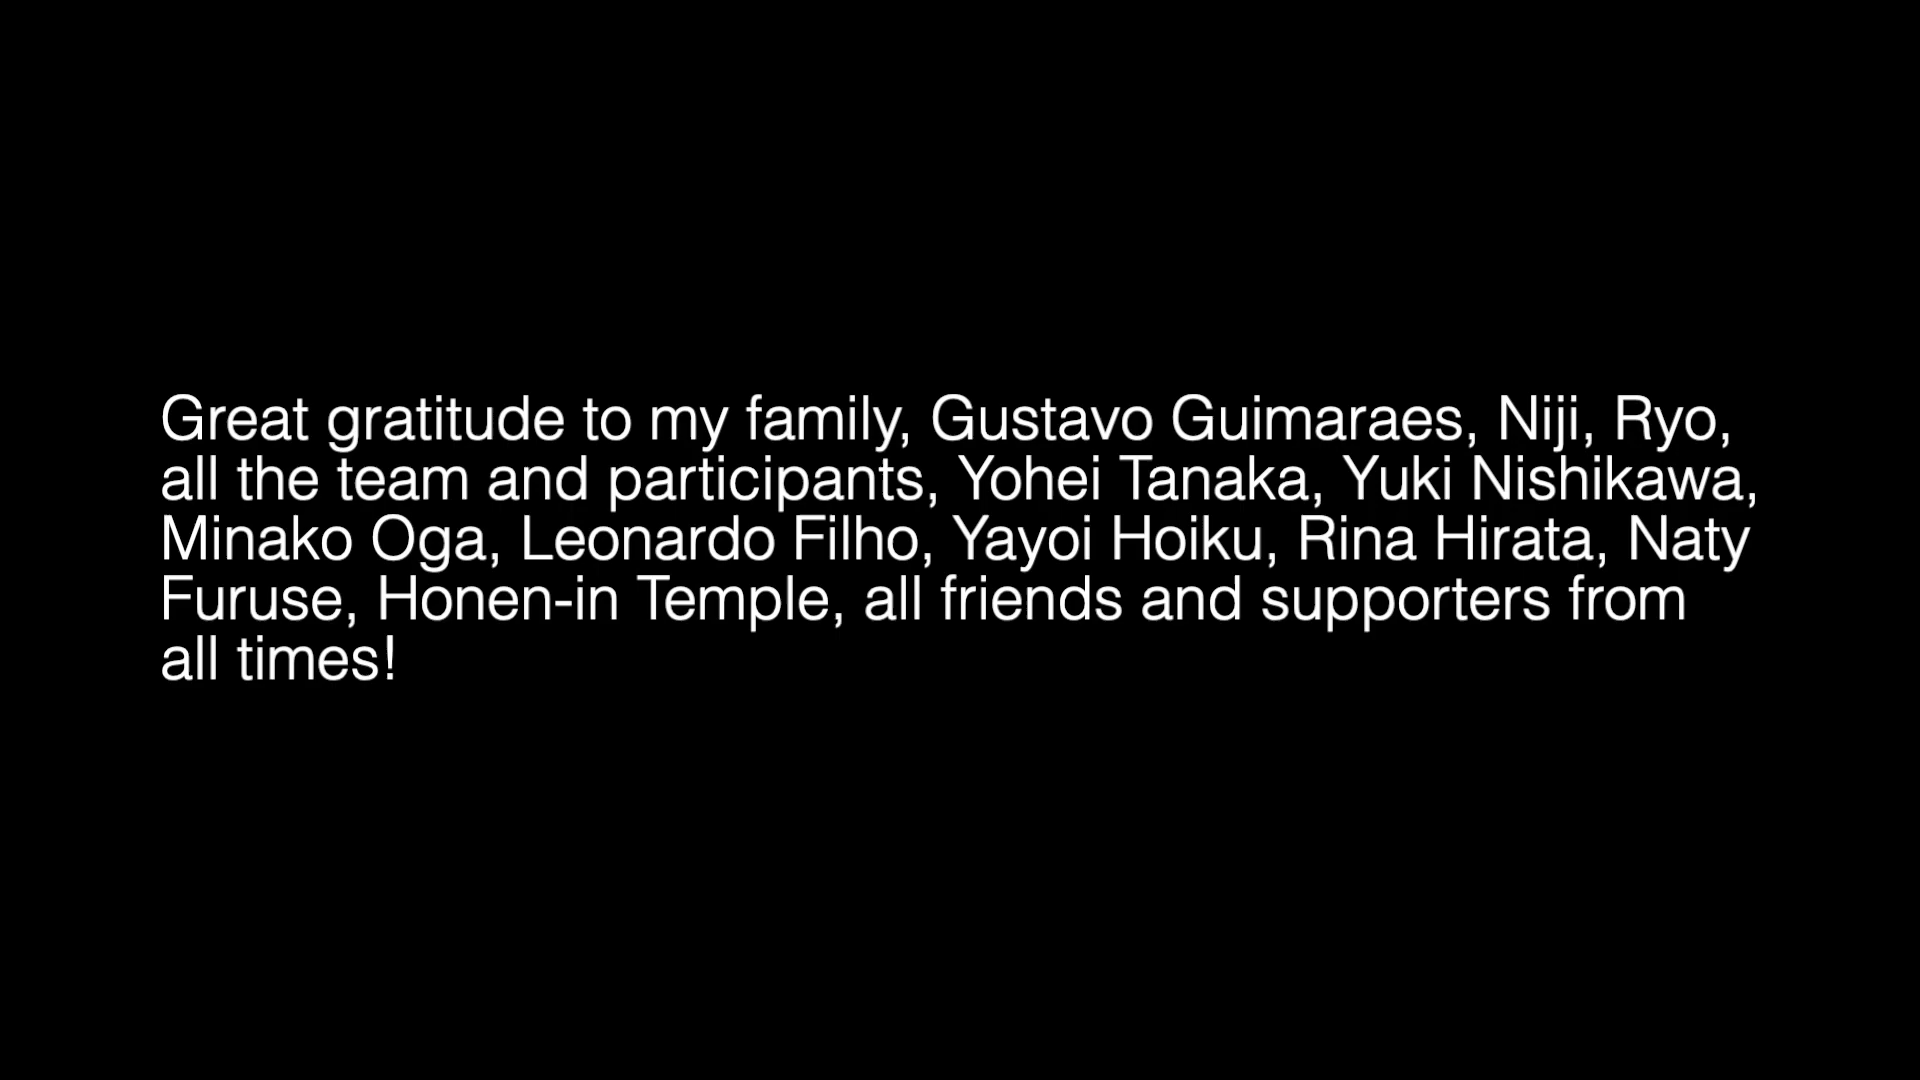 Great gratitude to my family, Gustavo Guimaraes, Niji, Ryo,
all the team and participants, Yohei Tanaka, Yuki Nishikawa,
Minako Oga, Leonardo Filho, Yayoi Hoiku, Rina Hirata, Naty
Furuse, Honen-in Temple, all friends and supporters from
all times!